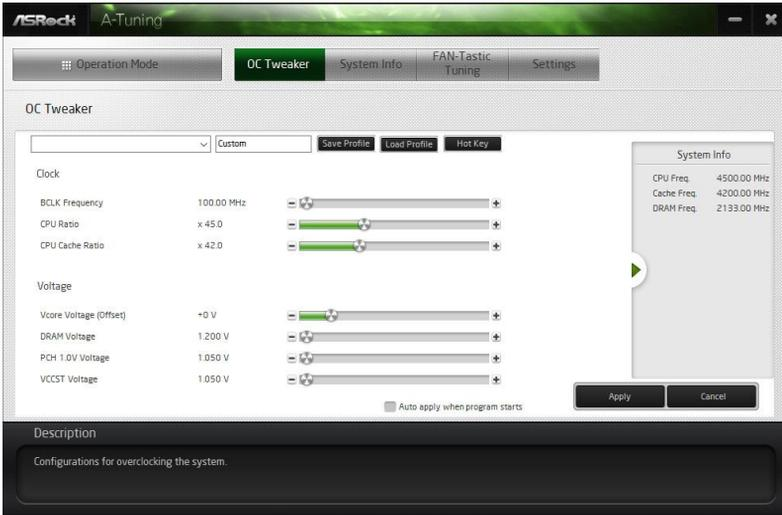 ASRock A-Tuning
Operation Mode
OC Tweaker
System Info
FAN-Tastic
Tuning
Settings
OC Tweaker
Custom
Save Profile
Load Profile
Hot Key
Clock
BCLK Frequency 100.00 MHz
CPU Ratio x 45.0
CPU Cache Ratio x 42.0
Voltage
Vcore Voltage (Offset) +0 V
DRAM Voltage 1.200 V
PCH 1.0V Voltage 1.050 V
VCCST Voltage 1.050 V
Auto apply when program starts
System Info
CPU Freq. 4500.00 MHz
Cache Freq. 4200.00 MHz
DRAM Freq. 2133.00 MHz
Apply
Cancel
Description
Configurations for overclocking the system.